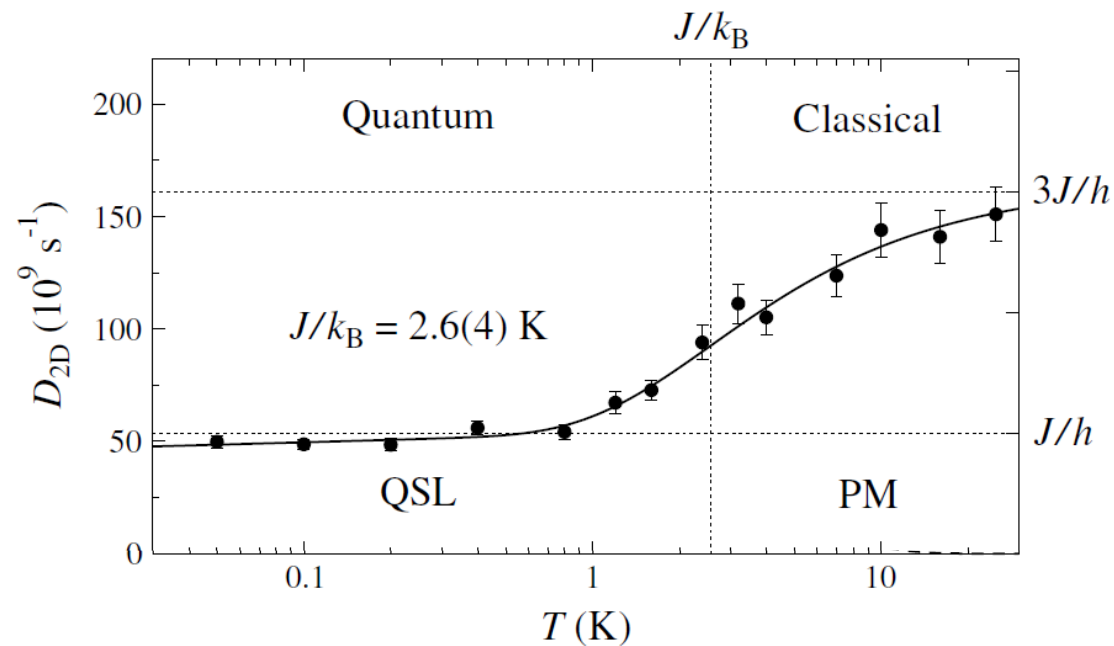 J/kB
200
Quantum
Classical
3J/h
150
D2D (10^9 s^-1)
100
J/kB = 2.6(4) K
50
J/h
QSL
PM
0
0.1
1
10
T (K)